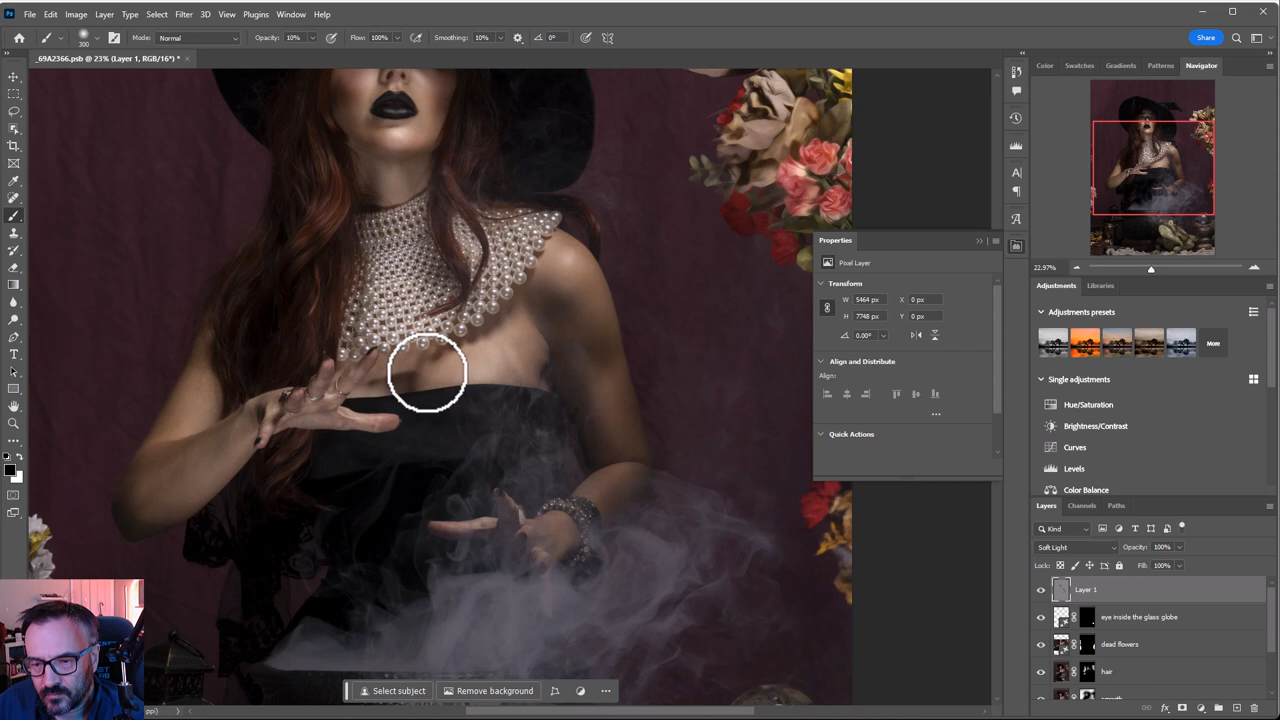 File Edit Image Layer Type Select Filter 3D View Plugins Window Help
300 Mode: Normal Opacity: 10% Flow: 100% Smoothing: 10% 0° Share
_69A2366.psb @ 23% (Layer 1, RGB/16*) *
Color Swatches Gradients Patterns Navigator
Properties
Pixel Layer
Transform
W 5464 px X 0 px
H 7748 px Y 0 px
0.00°
Align and Distribute
Align:
Quick Actions
22.97%
Adjustments Libraries
Adjustments presets
More
Single adjustments
Hue/Saturation
Brightness/Contrast
Curves
Levels
Color Balance
Layers Channels Paths
Kind
Soft Light Opacity: 100%
Lock: Fill: 100%
Layer 1
eye inside the glass globe
dead flowers
hair
Select subject Remove background
ppi)